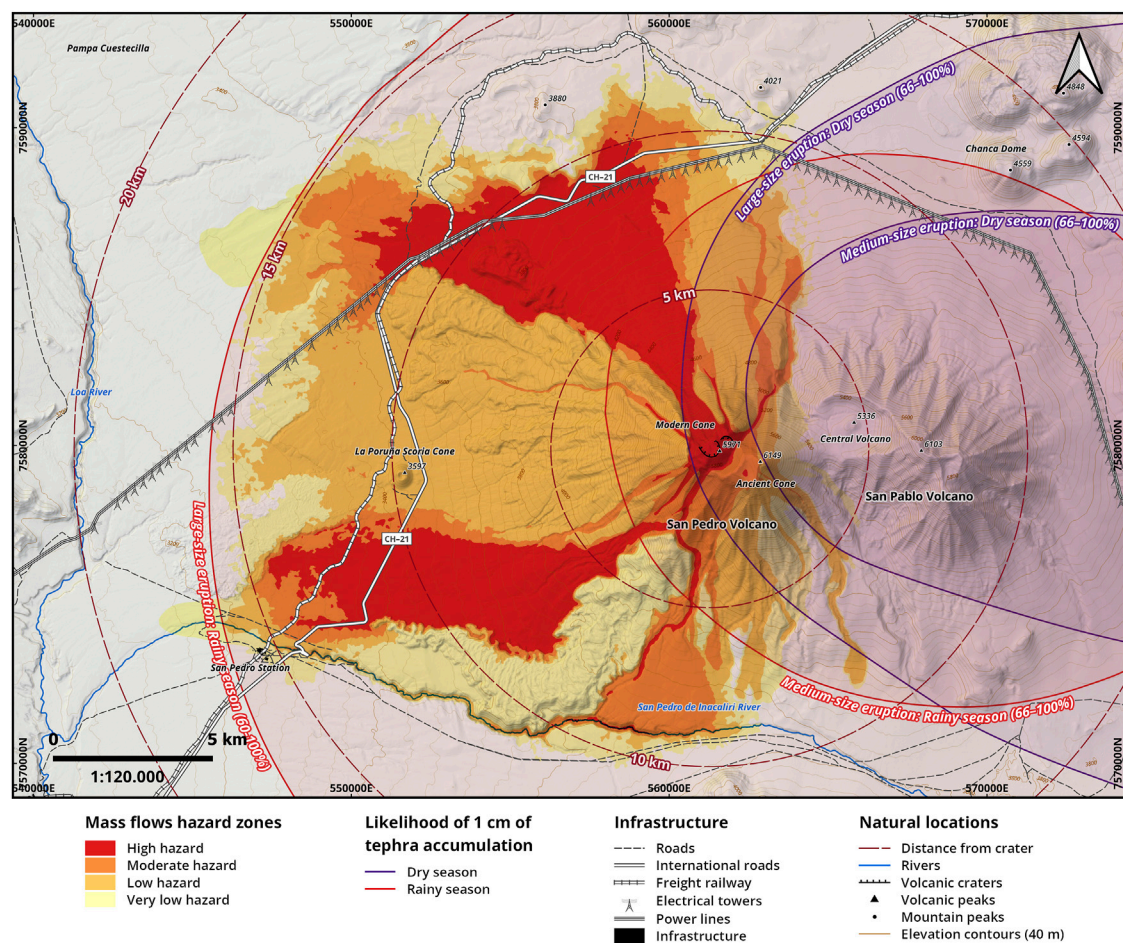 540000E
550000E
560000E
570000E
Pampa Cuestecilla
3880
4021
4848
4594
4559
Chanca Dome
7590000N
7590000N
20 km
15 km
5 km
10 km
CH-21
Large-size eruption: Dry season (66–100%)
Medium-size eruption: Dry season (66–100%)
Loa River
Modern Cone
5971
5336
Central Volcano
6103
La Poruña Scoria Cone
3597
6149
Ancient Cone
San Pablo Volcano
San Pedro Volcano
7580000N
7580000N
CH-21
Large-size eruption: Rainy season (60-100%)
San Pedro Station
San Pedro de Inacaliri River
Medium-size eruption: Rainy season (66–100%)
0
5 km
1:120.000
7570000N
7570000N
540000E
550000E
560000E
570000E
Mass flows hazard zones
High hazard
Moderate hazard
Low hazard
Very low hazard
Likelihood of 1 cm of
tephra accumulation
Dry season
Rainy season
Infrastructure
Roads
International roads
Freight railway
Electrical towers
Power lines
Infrastructure
Natural locations
Distance from crater
Rivers
Volcanic craters
Volcanic peaks
Mountain peaks
Elevation contours (40 m)